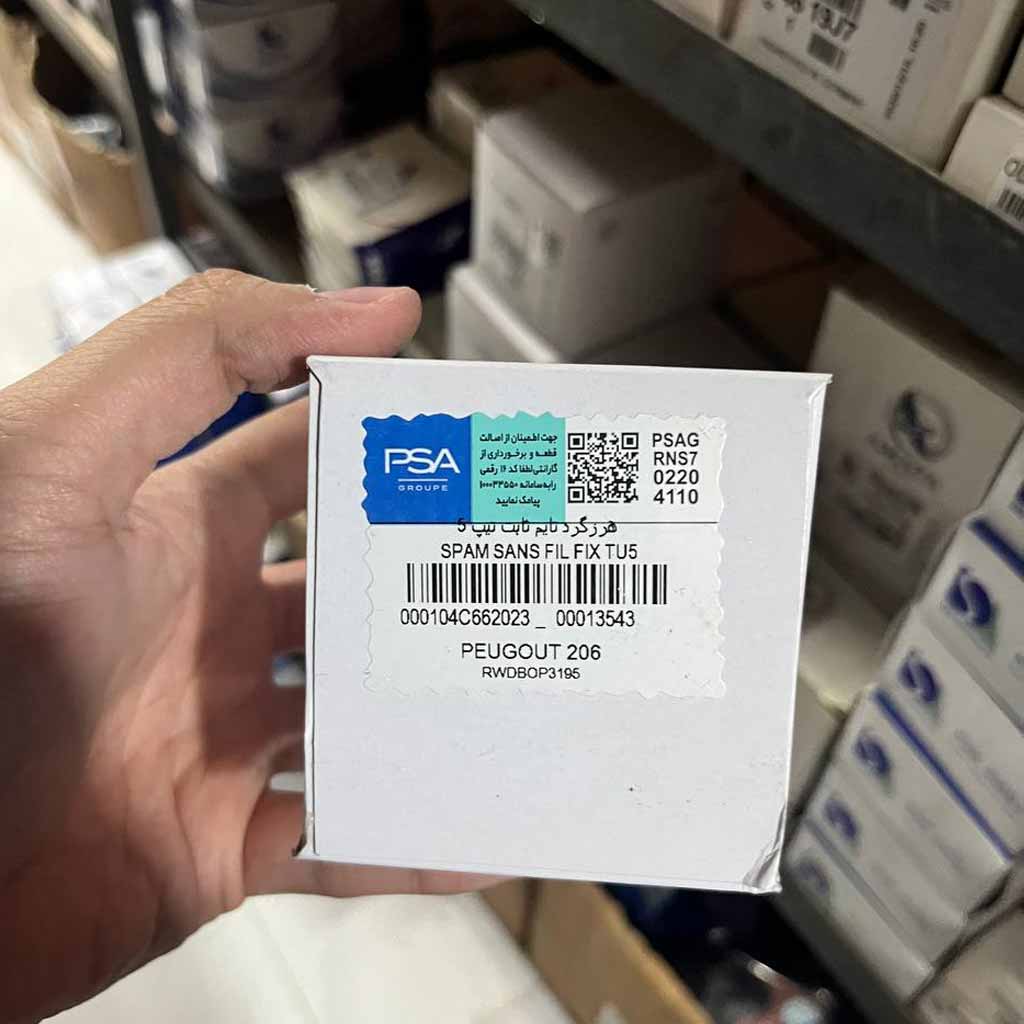 PSA
GROUPE
جهت اطمینان از اصالت
قطعه و برخورداری از
گارانتی لطفا کد ۱۶ رقمی
را به سامانه ۱۰۰۰۳۴۵۵۰
پیامک نمایید
PSAG
RNS7
0220
4110
هرزگرد تایم ثابت تیپ 5
SPAM SANS FIL FIX TU5
000104C662023 _ 00013543
PEUGOUT 206
RWDBOP3195
13J7